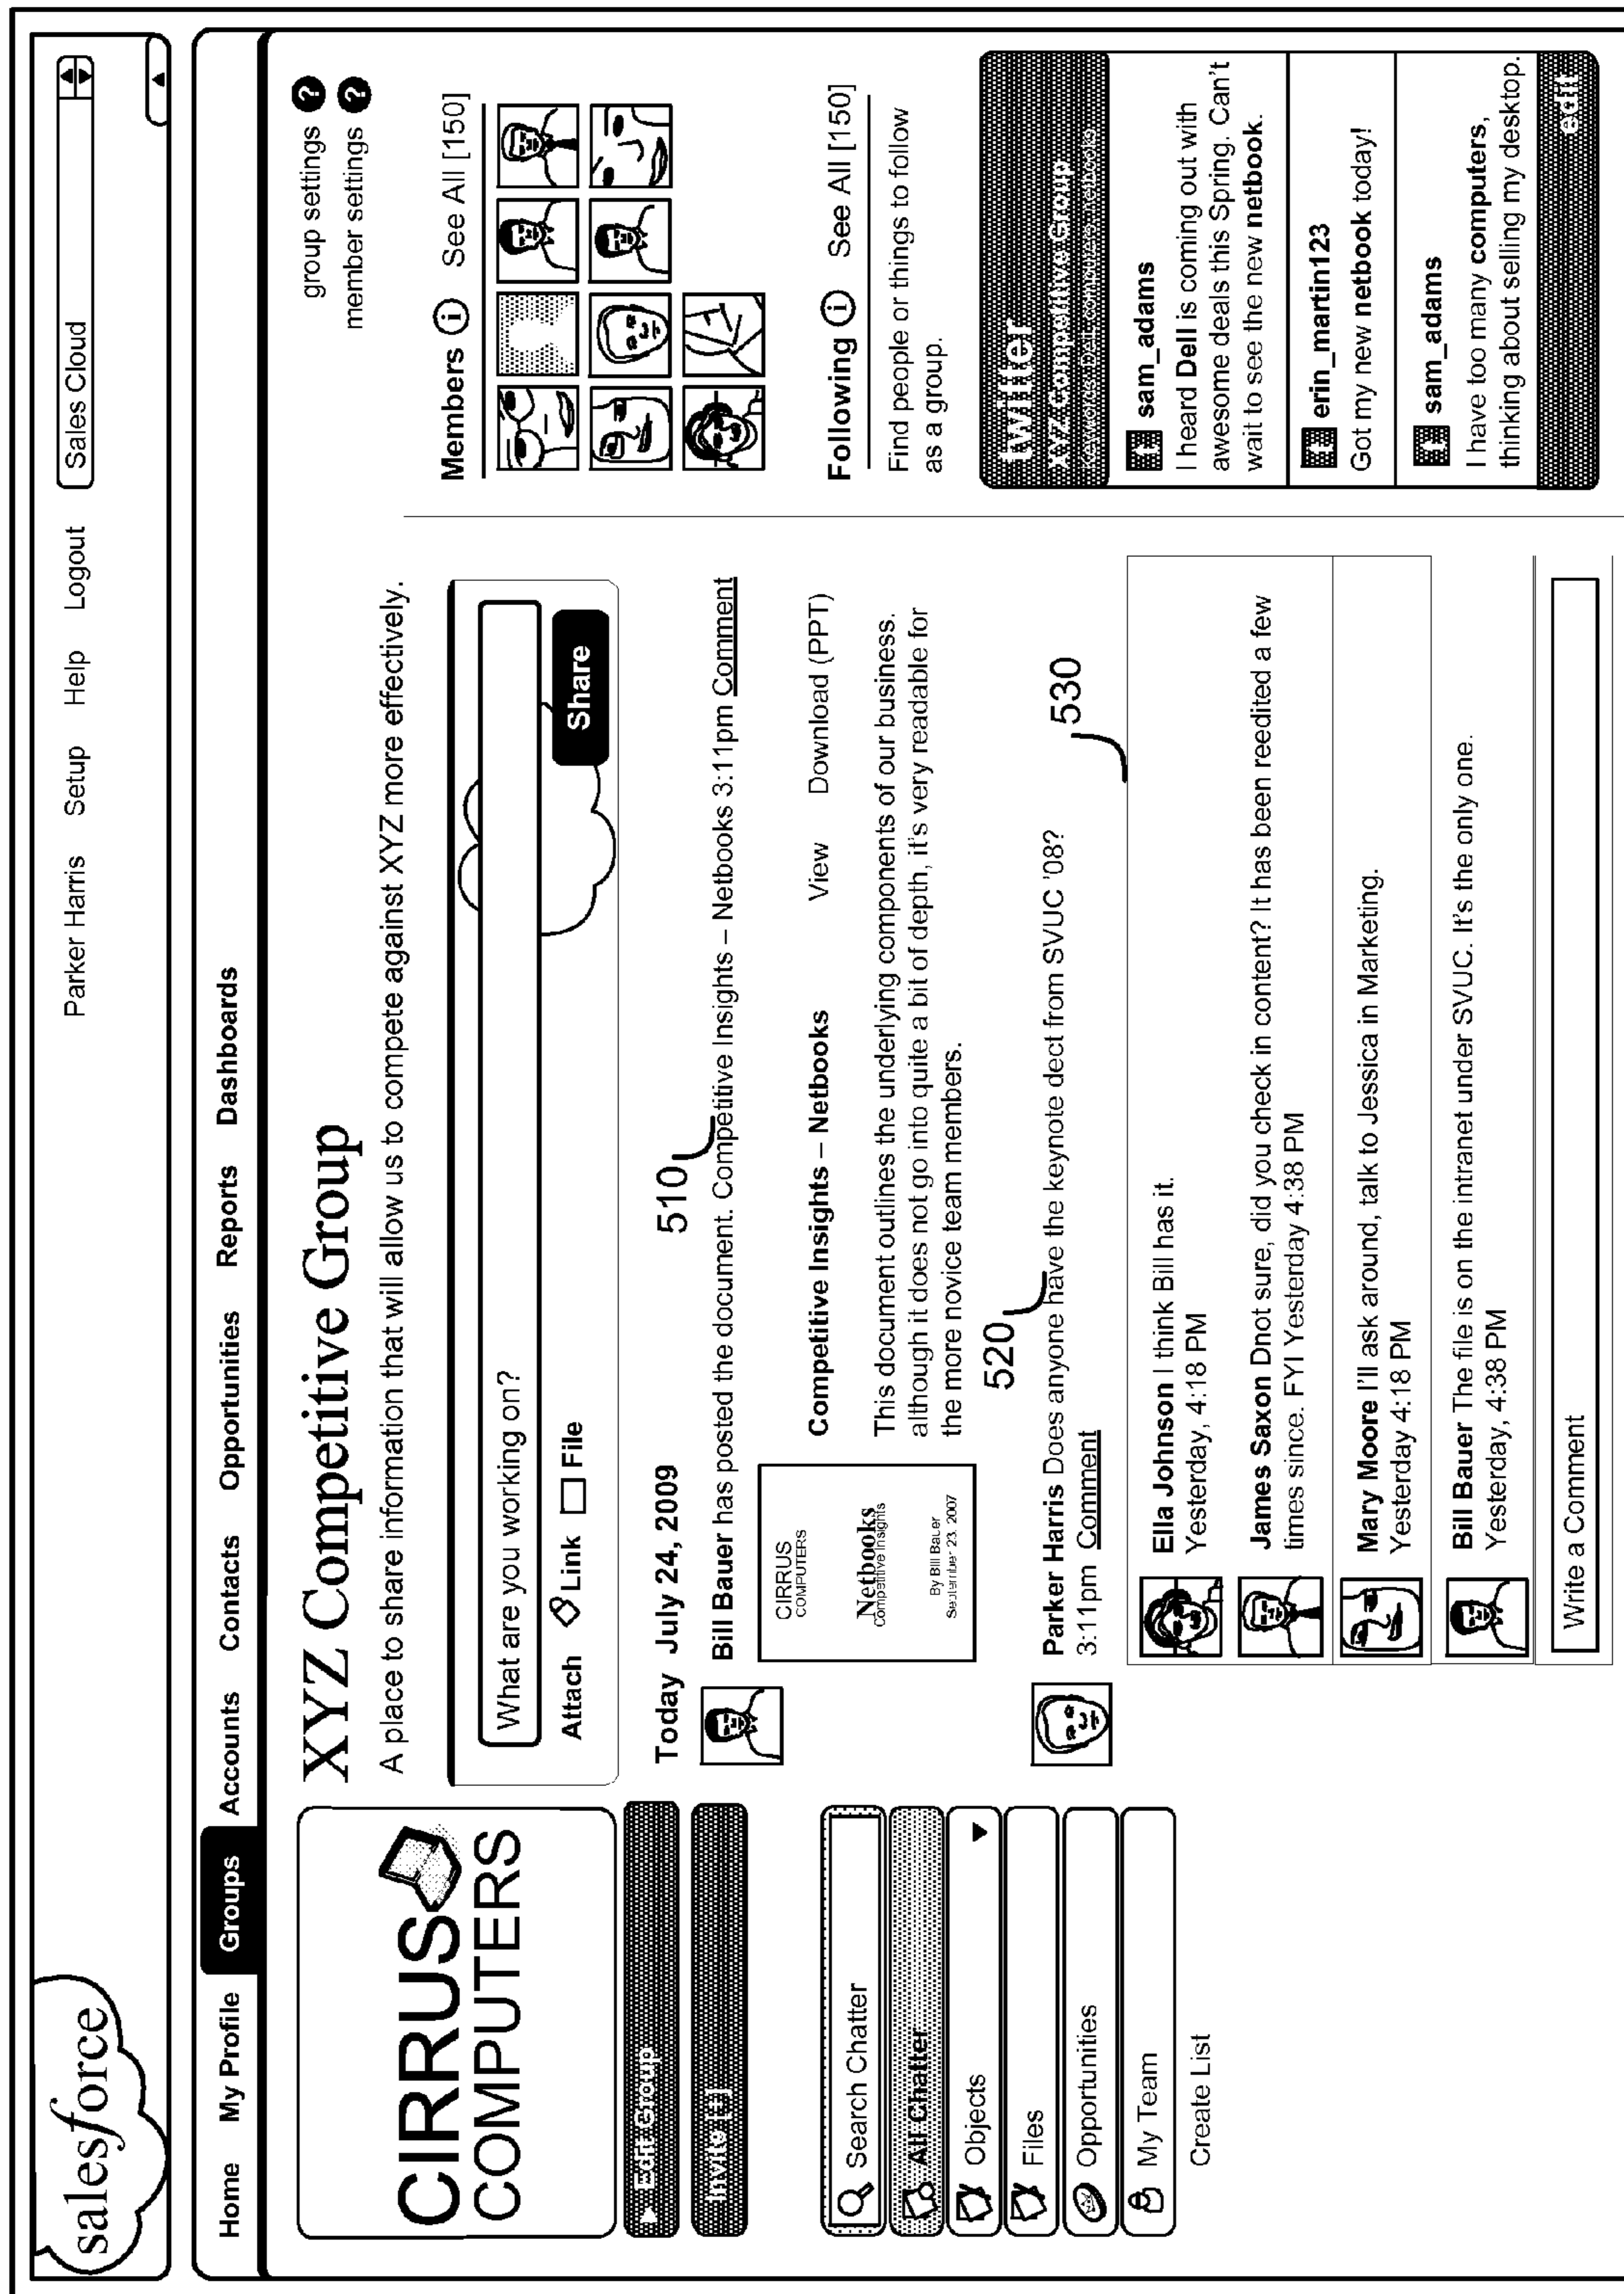 salesforce
Parker Harris Setup Help Logout
Sales Cloud
Home My Profile Groups Accounts Contacts Opportunities Reports Dashboards
CIRRUS
COMPUTERS
Edit Group
Invite [+]
Search Chatter
All Chatter
Objects
Files
Opportunities
My Team
Create List
XYZ Competitive Group
A place to share information that will allow us to compete against XYZ more effectively.
What are you working on?
Attach Link File
Share
Today July 24, 2009
510
Bill Bauer has posted the document. Competitive Insights – Netbooks 3:11pm Comment
CIRRUS
COMPUTERS
Netbooks
Competitive Insights
By Bill Bauer
September 23. 2007
Competitive Insights – Netbooks View Download (PPT)
This document outlines the underlying components of our business.
although it does not go into quite a bit of depth, it's very readable for
the more novice team members.
520
530
Parker Harris Does anyone have the keynote dect from SVUC '08?
3:11pm Comment
Ella Johnson I think Bill has it.
Yesterday, 4:18 PM
James Saxon Dnot sure, did you check in content? It has been reedited a few
times since. FYI Yesterday 4:38 PM
Mary Moore I'll ask around, talk to Jessica in Marketing.
Yesterday 4:18 PM
Bill Bauer The file is on the intranet under SVUC. It's the only one.
Yesterday, 4:38 PM
Write a Comment
group settings ?
member settings ?
Members i See All [150]
Following i See All [150]
Find people or things to follow
as a group.
twitter
XYZ Competitive Group
sam_adams
I heard Dell is coming out with
awesome deals this Spring. Can't
wait to see the new netbook.
erin_martin123
Got my new netbook today!
sam_adams
I have too many computers,
thinking about selling my desktop.
edit